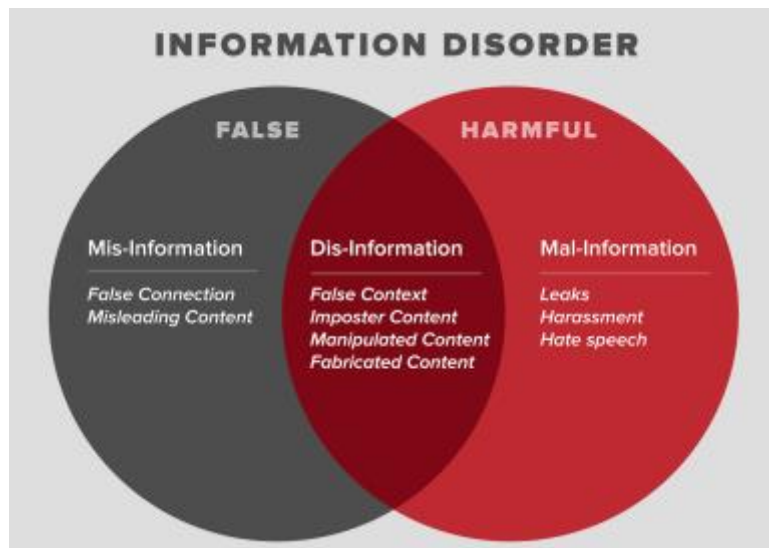 INFORMATION DISORDER
FALSE
HARMFUL
Mis-Information
False Connection
Misleading Content
Dis-Information
False Context
Imposter Content
Manipulated Content
Fabricated Content
Mal-Information
Leaks
Harassment
Hate speech